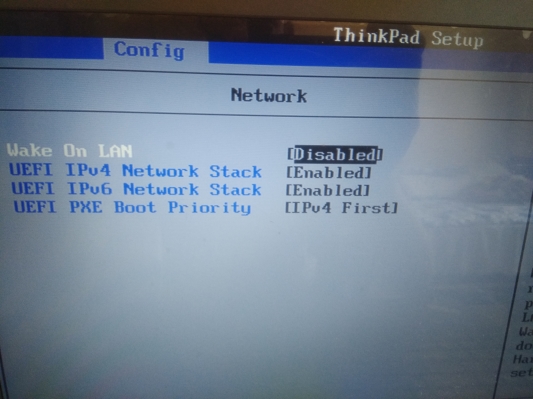 ThinkPad Setup
Config
Network
Wake On LAN [Disabled]
UEFI IPv4 Network Stack [Enabled]
UEFI IPv6 Network Stack [Enabled]
UEFI PXE Boot Priority [IPv4 First]